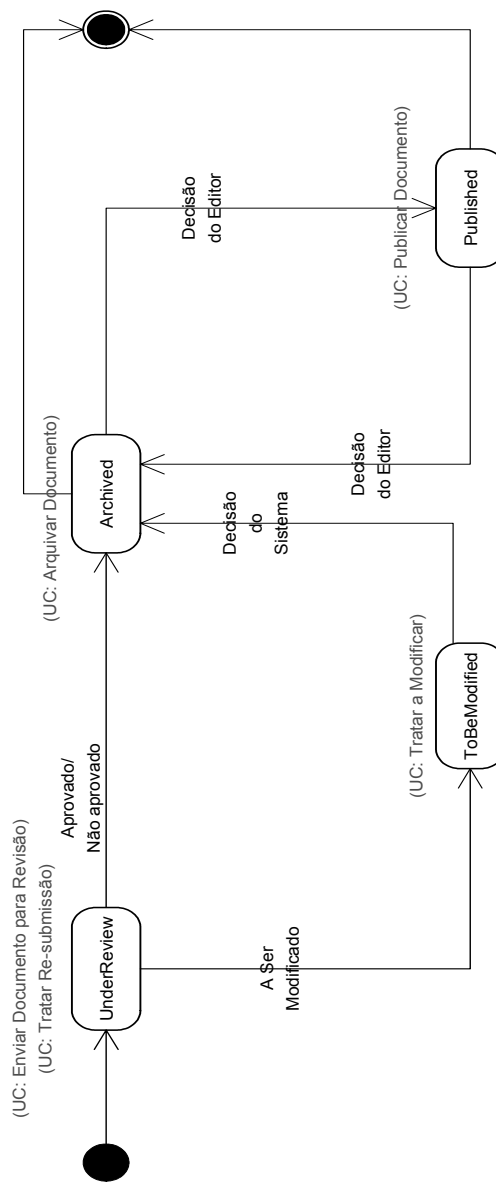 (UC: Enviar Documento para Revisão)
(UC: Tratar Re-submissão)
UnderReview
Aprovado/
Não aprovado
A Ser
Modificado
(UC: Tratar a Modificar)
ToBeModified
(UC: Arquivar Documento)
Archived
Decisão
do
Sistema
Decisão
do Editor
Decisão
do Editor
(UC: Publicar Documento)
Published